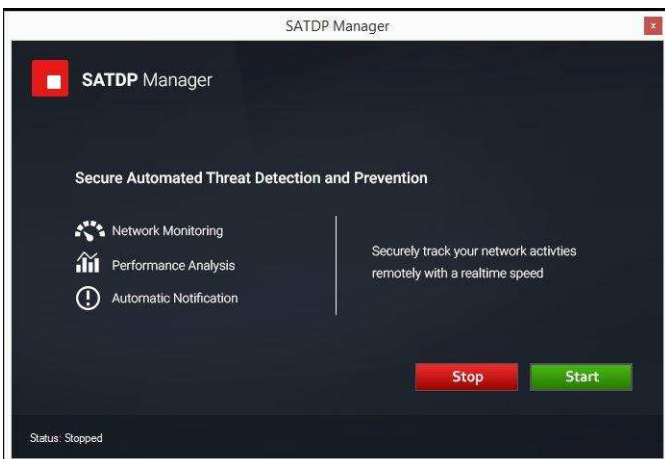 SATDP Manager
SATDP Manager
Secure Automated Threat Detection and Prevention
Network Monitoring
Performance Analysis
Automatic Notification
Securely track your network activties
remotely with a realtime speed
Stop
Start
Status: Stopped